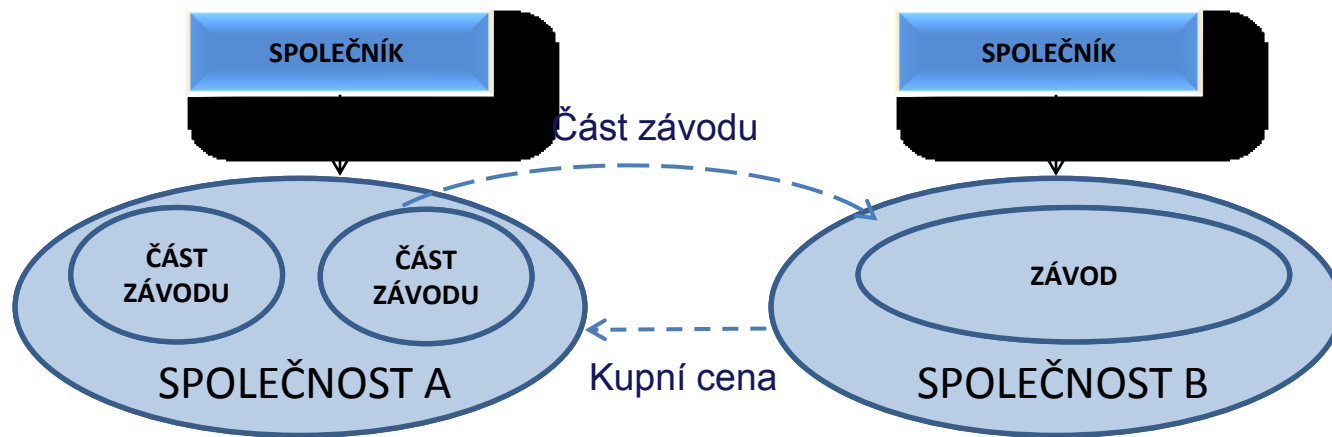 SPOLEČNÍK
SPOLEČNÍK
Část závodu
ČÁST
ZÁVODU
ČÁST
ZÁVODU
ZÁVOD
SPOLEČNOST A
Kupní cena
SPOLEČNOST B